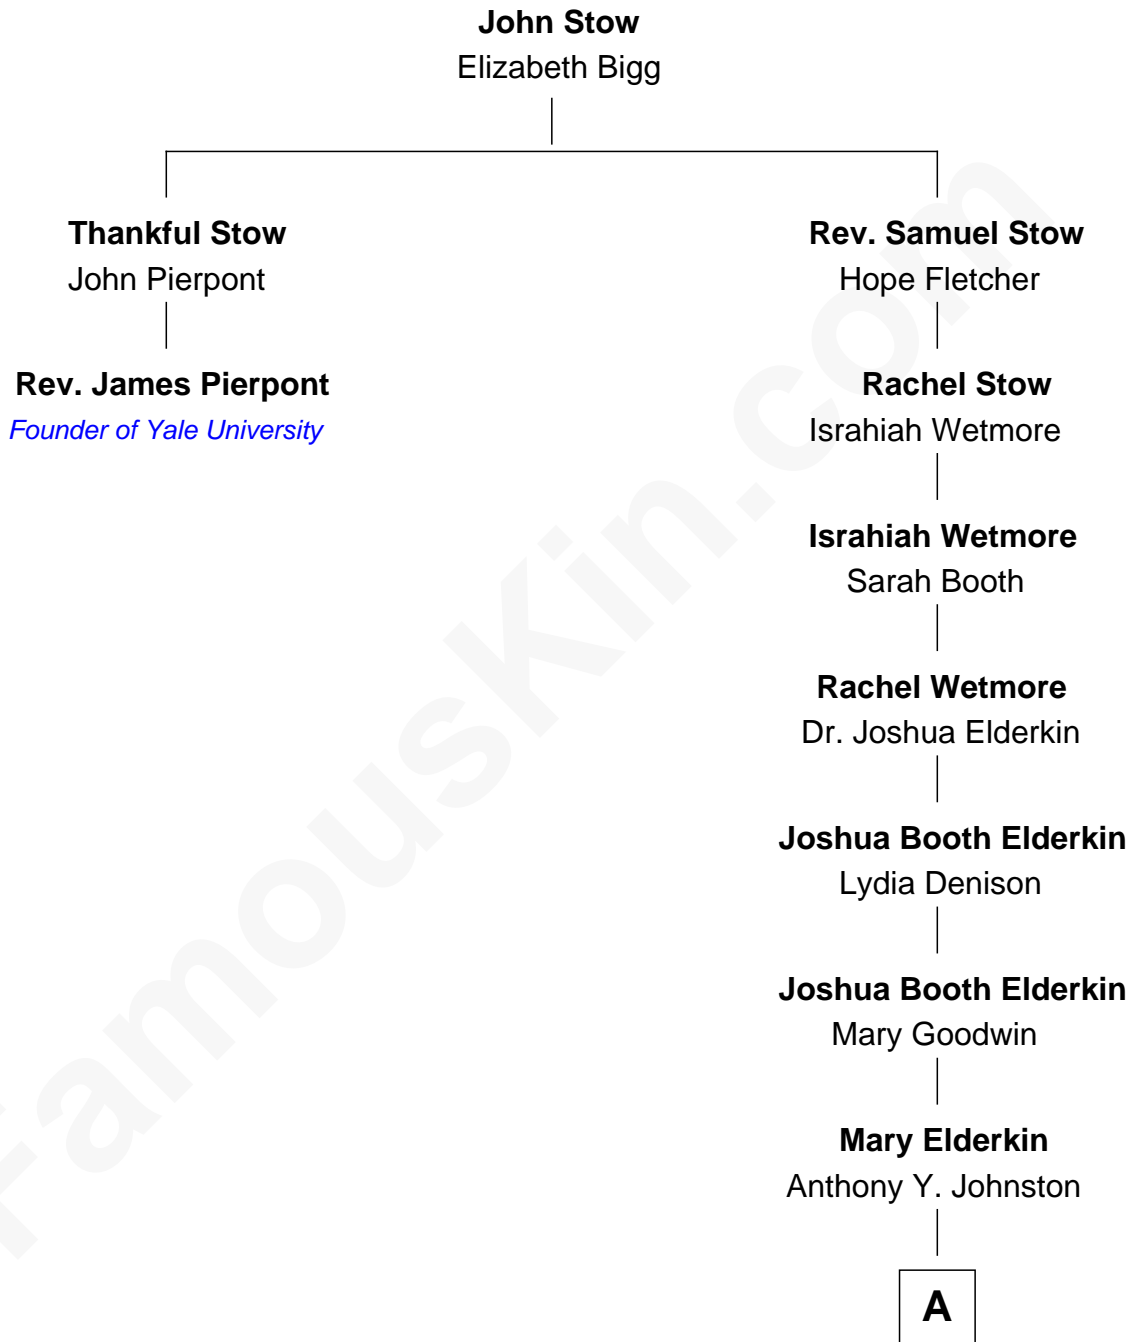 John Stow
Elizabeth Bigg
Thankful Stow
John Pierpont
Rev. Samuel Stow
Hope Fletcher
Rev. James Pierpont
Founder of Yale University
Rachel Stow
Israhiah Wetmore
Israhiah Wetmore
Sarah Booth
Rachel Wetmore
Dr. Joshua Elderkin
Joshua Booth Elderkin
Lydia Denison
Joshua Booth Elderkin
Mary Goodwin
Mary Elderkin
Anthony Y. Johnston
A
FamousKin.com